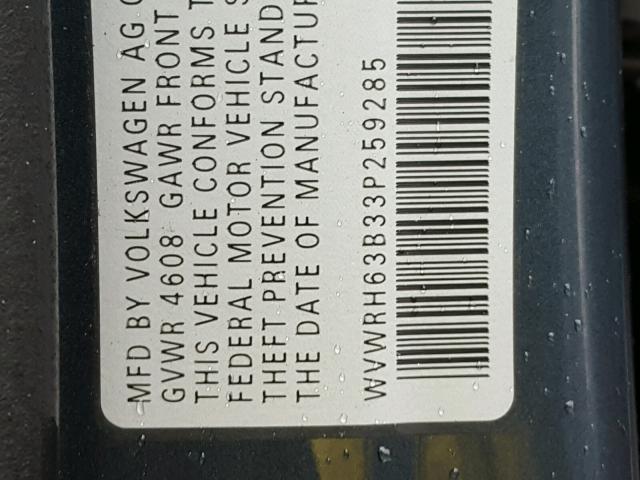 MFD BY VOLKSWAGEN AG
GVWR 4608 GAWR FRONT
THIS VEHICLE CONFORMS
FEDERAL MOTOR VEHICLE
THEFT PREVENTION STAND
THE DATE OF MANUFACTUR
WVWRH63B33P259285